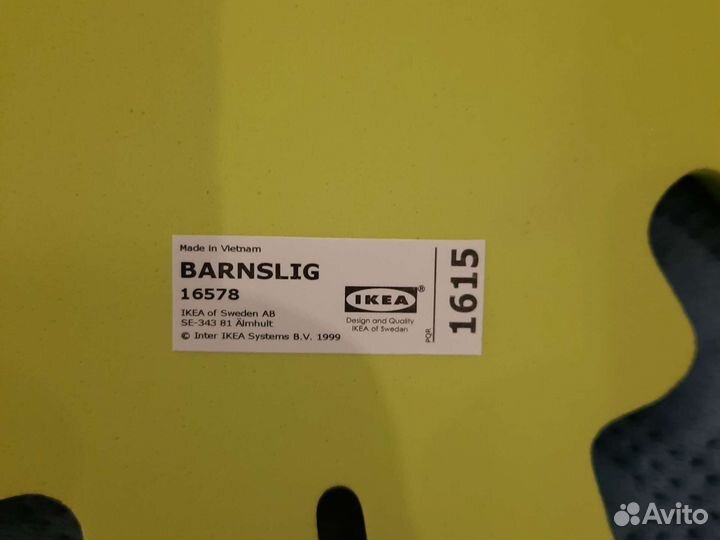 Made in Vietnam
BARNSLIG
16578
IKEA of Sweden AB
SE-343 81 Älmhult
© Inter IKEA Systems B.V. 1999
IKEA®
Design and Quality
IKEA of Sweden
PQR
1615
Avito